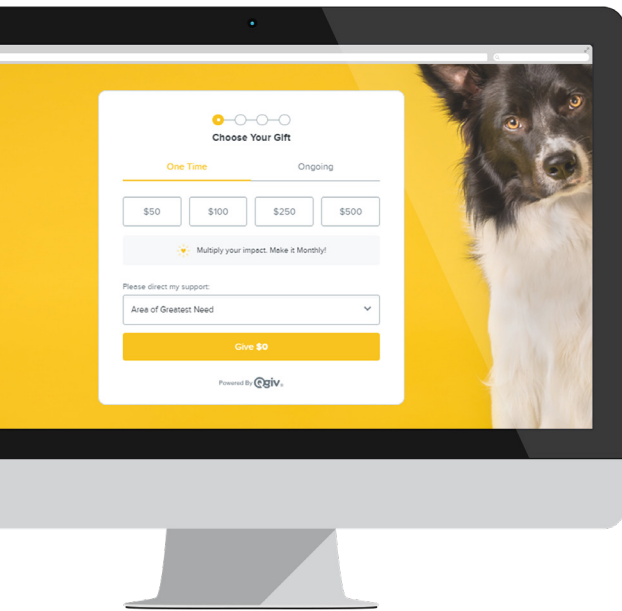 Choose Your Gift
One Time Ongoing
$50 $100 $250 $500
Multiply your impact. Make it Monthly!
Please direct my support:
Area of Greatest Need
Give $0
Powered By Qgiv